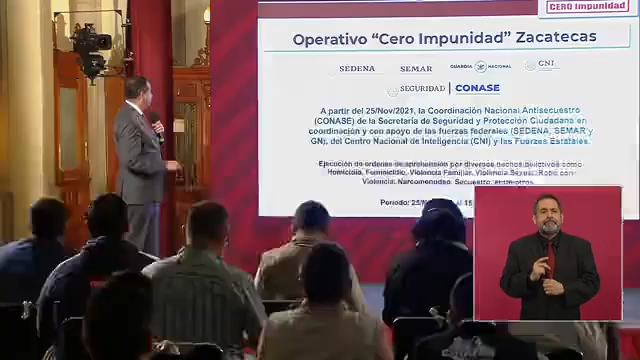 CERO Impunidad
Operativo “Cero Impunidad” Zacatecas
SEDENA SEMAR GUARDIA NACIONAL CNI
SEGURIDAD CONASE
A partir del 25/Nov/2021, la Coordinación Nacional Antisecuestro
(CONASE) de la Secretaría de Seguridad y Protección Ciudadana en
coordinación y con apoyo de las fuerzas federales (SEDENA, SEMAR y
GN), del Centro Nacional de Inteligencia (CNI) y las Fuerzas Estatales.
Ejecución de ordenes de aprehensión por diversos hechos delictivos como
Homicidio, Feminicidio, Violencia Familiar, Violencia Sexual, Robo con
Violencia, Narcomenudeo, Secuestro, entre otros.
Periodo: 25/N al 15